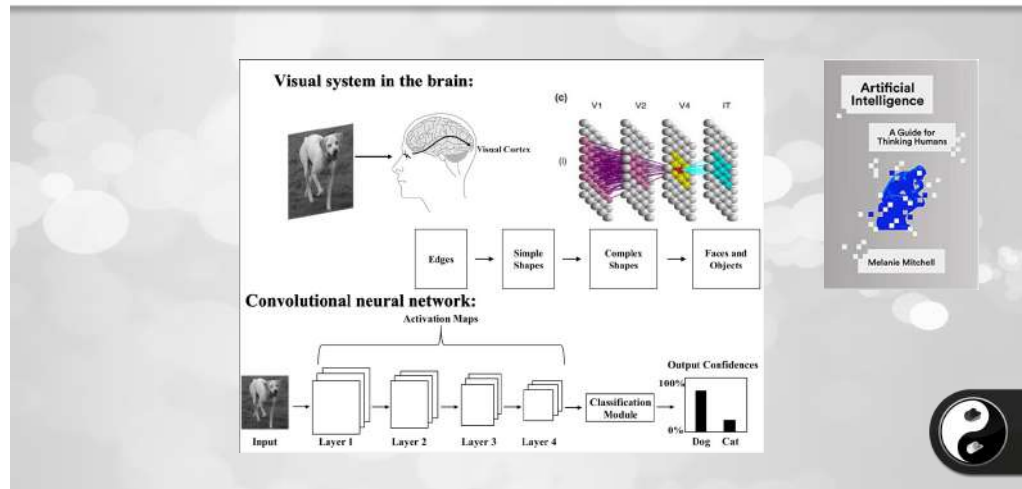 Visual system in the brain:
Visual Cortex
(c)
V1 V2 V4 IT
(i)
Edges
Simple
Shapes
Complex
Shapes
Faces and
Objects
Convolutional neural network:
Activation Maps
Input
Layer 1
Layer 2
Layer 3
Layer 4
Classification
Module
Output Confidences
100%
0%
Dog Cat
Artificial
Intelligence
A Guide for
Thinking Humans
Melanie Mitchell